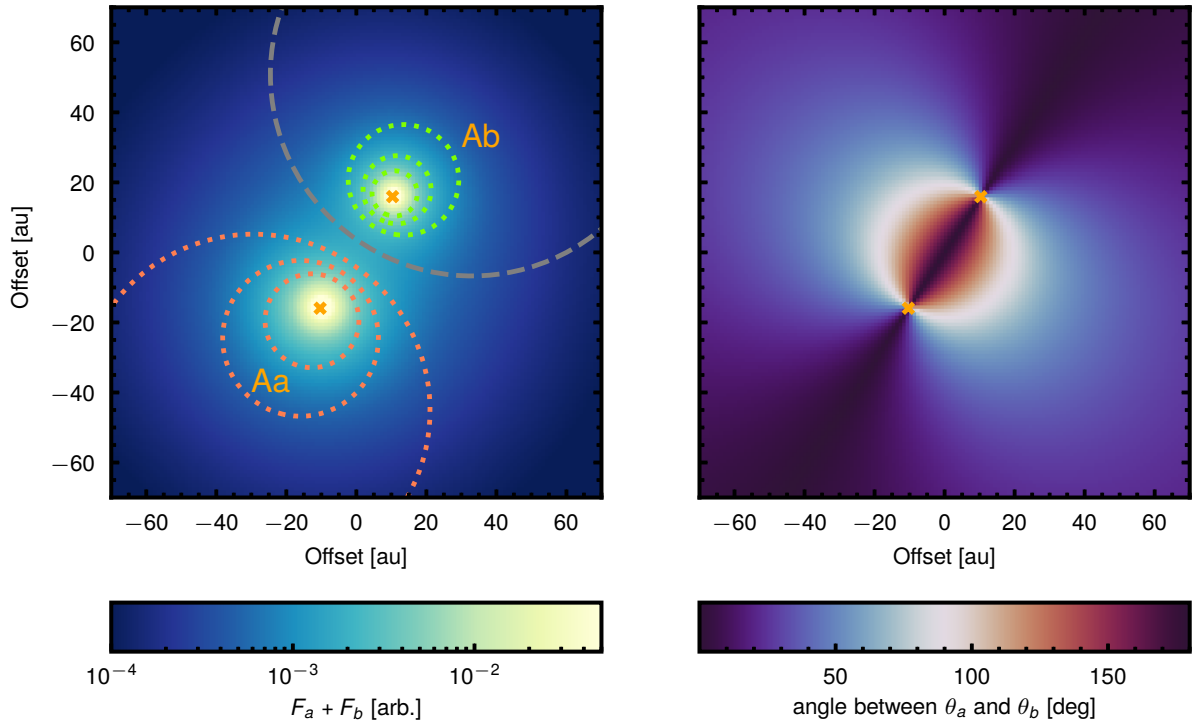 60
40
20
0
−20
−40
−60
Offset [au]
Ab
Aa
−60 −40 −20 0 20 40 60
Offset [au]
−60 −40 −20 0 20 40 60
Offset [au]
10⁻⁴ 10⁻³ 10⁻²
Fₐ + F_b [arb.]
50 100 150
angle between θₐ and θ_b [deg]